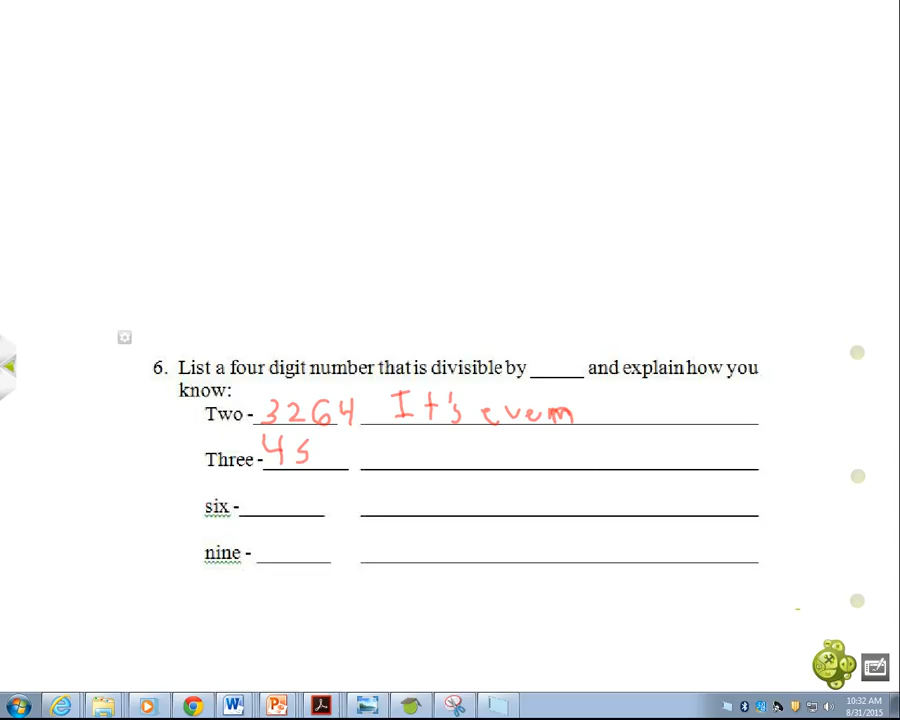 6. List a four digit number that is divisible by _____ and explain how you
know:
Two - 3264 It's even
Three - 45
six -
nine -
10:32 AM
8/31/2015